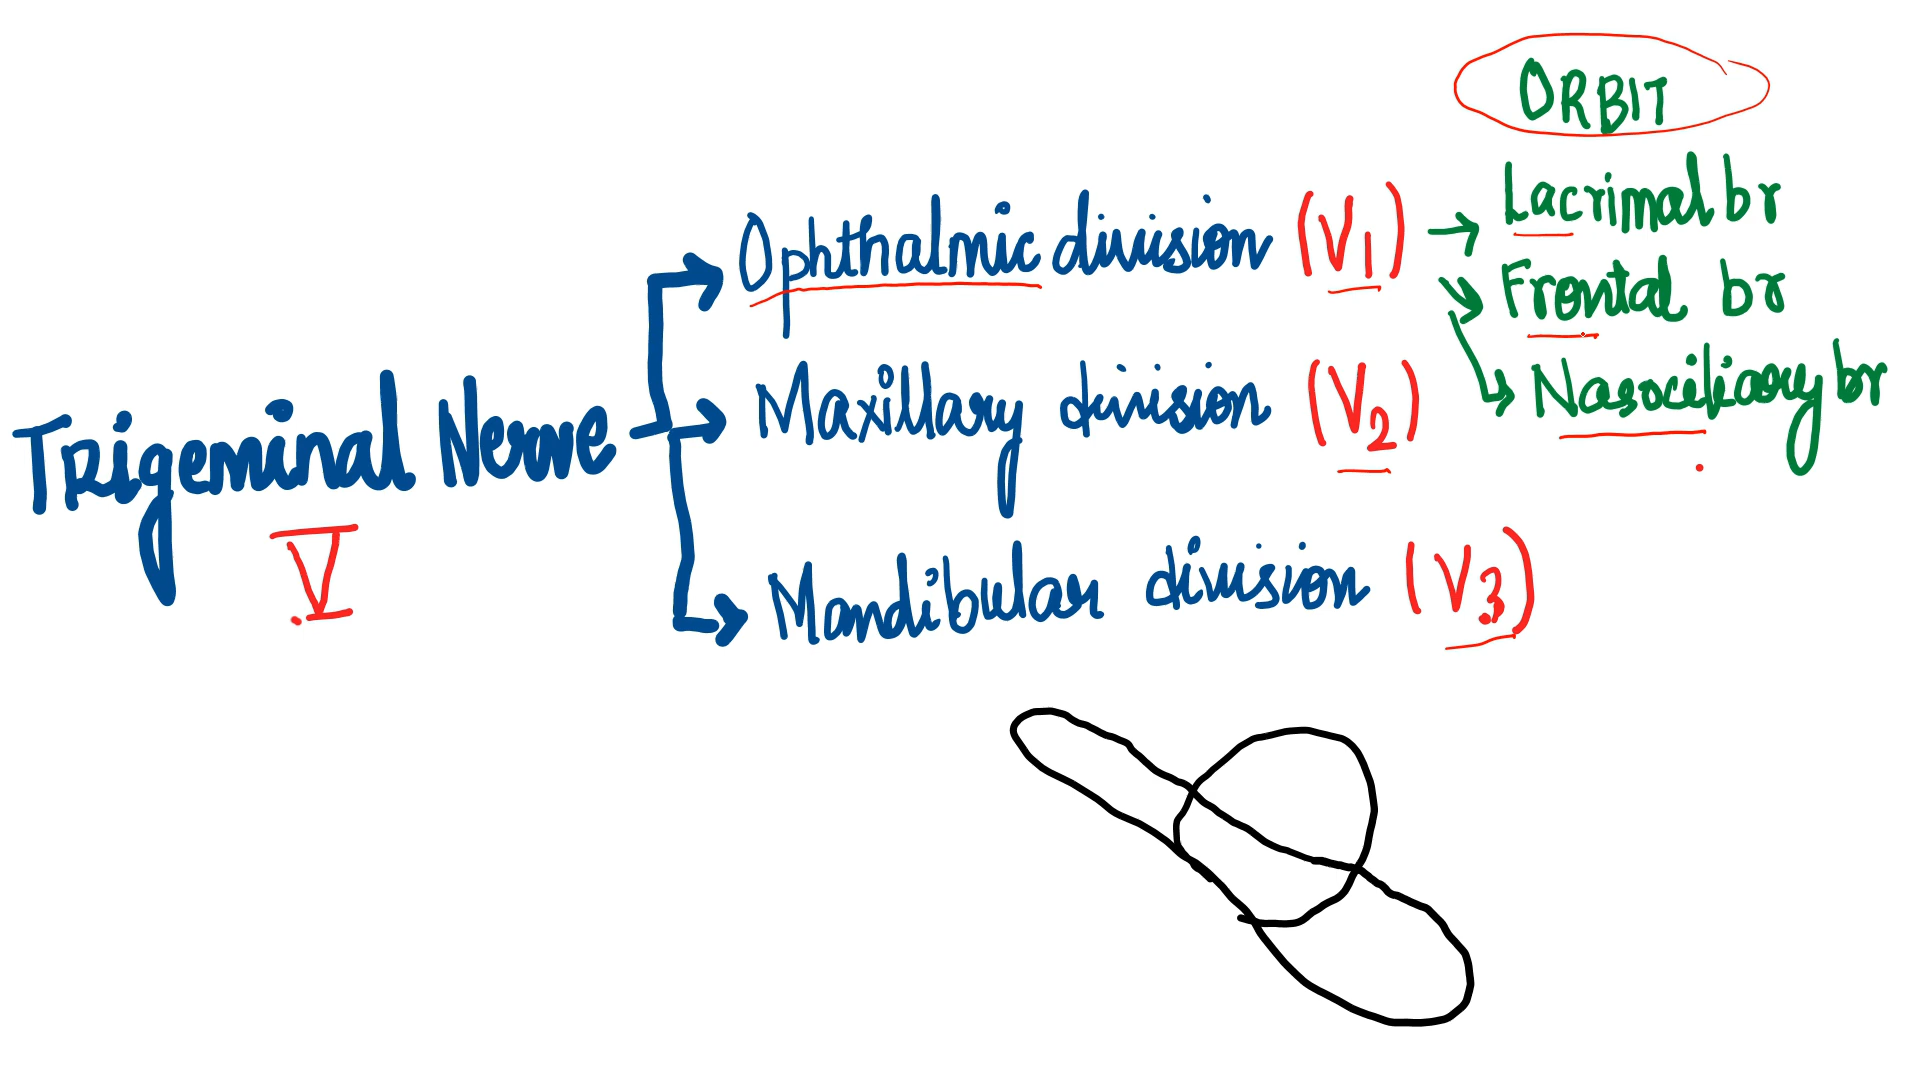 ORBIT
Ophthalmic division (V1) → Lacrimal br
Frontal br
Nasociliary br
Maxillary division (V2)
Trigeminal Nerve
V
Mandibular division (V3)